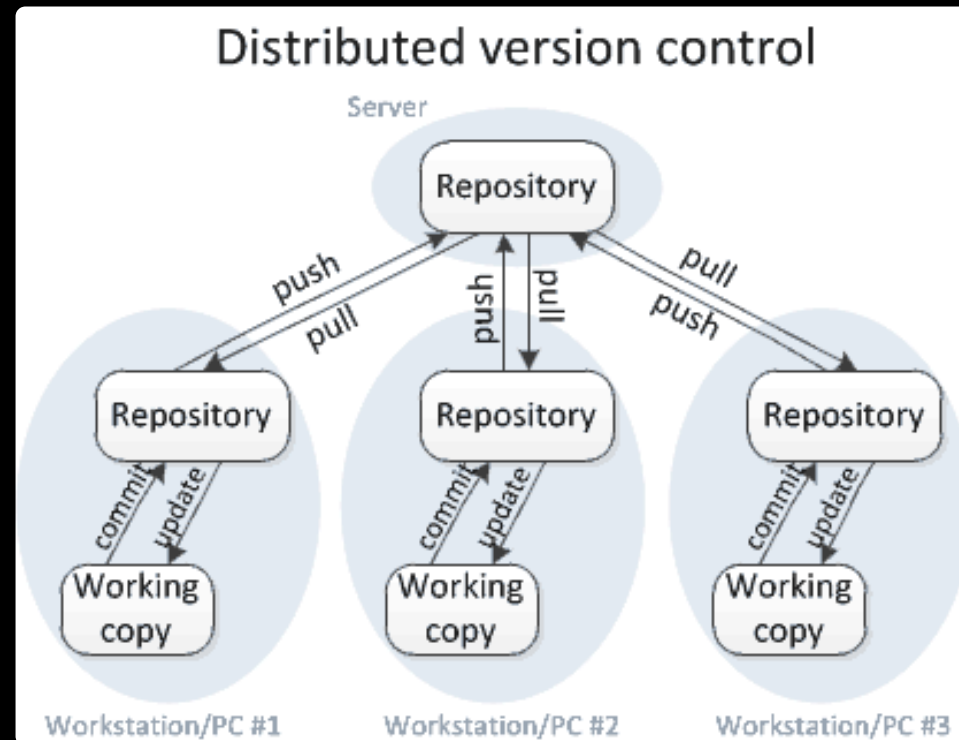 Distributed version control
Server
Repository
push
pull
push
pull
pull
push
Repository
Repository
Repository
commit
update
commit
update
commit
update
Working
copy
Working
copy
Working
copy
Workstation/PC #1
Workstation/PC #2
Workstation/PC #3